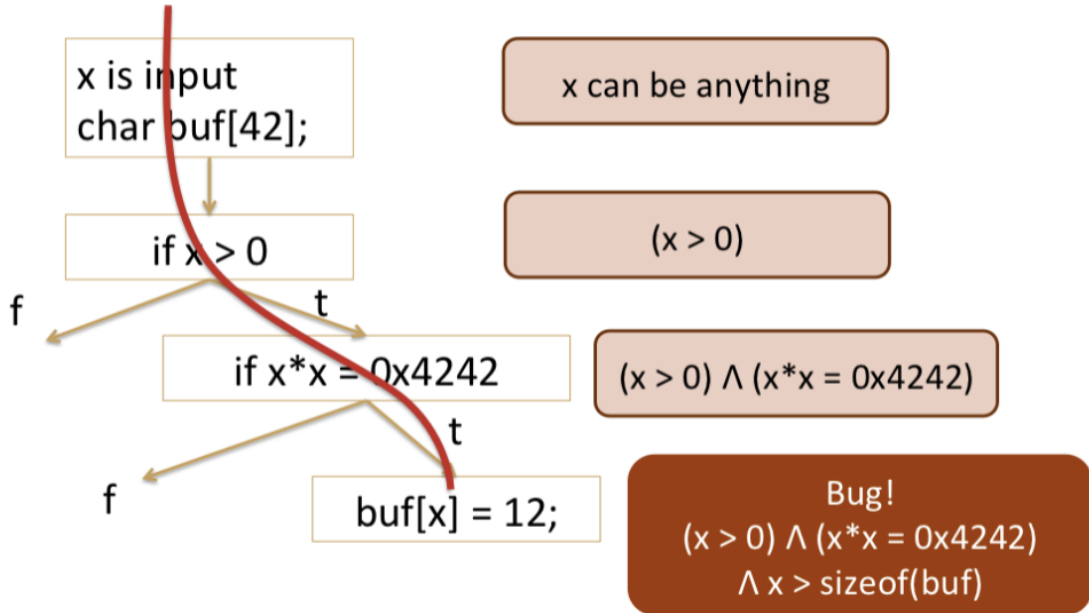 x is input
char buf[42];
x can be anything
if x > 0
(x > 0)
f
t
if x*x = 0x4242
(x > 0) Λ (x*x = 0x4242)
f
t
buf[x] = 12;
Bug!
(x > 0) Λ (x*x = 0x4242)
Λ x > sizeof(buf)